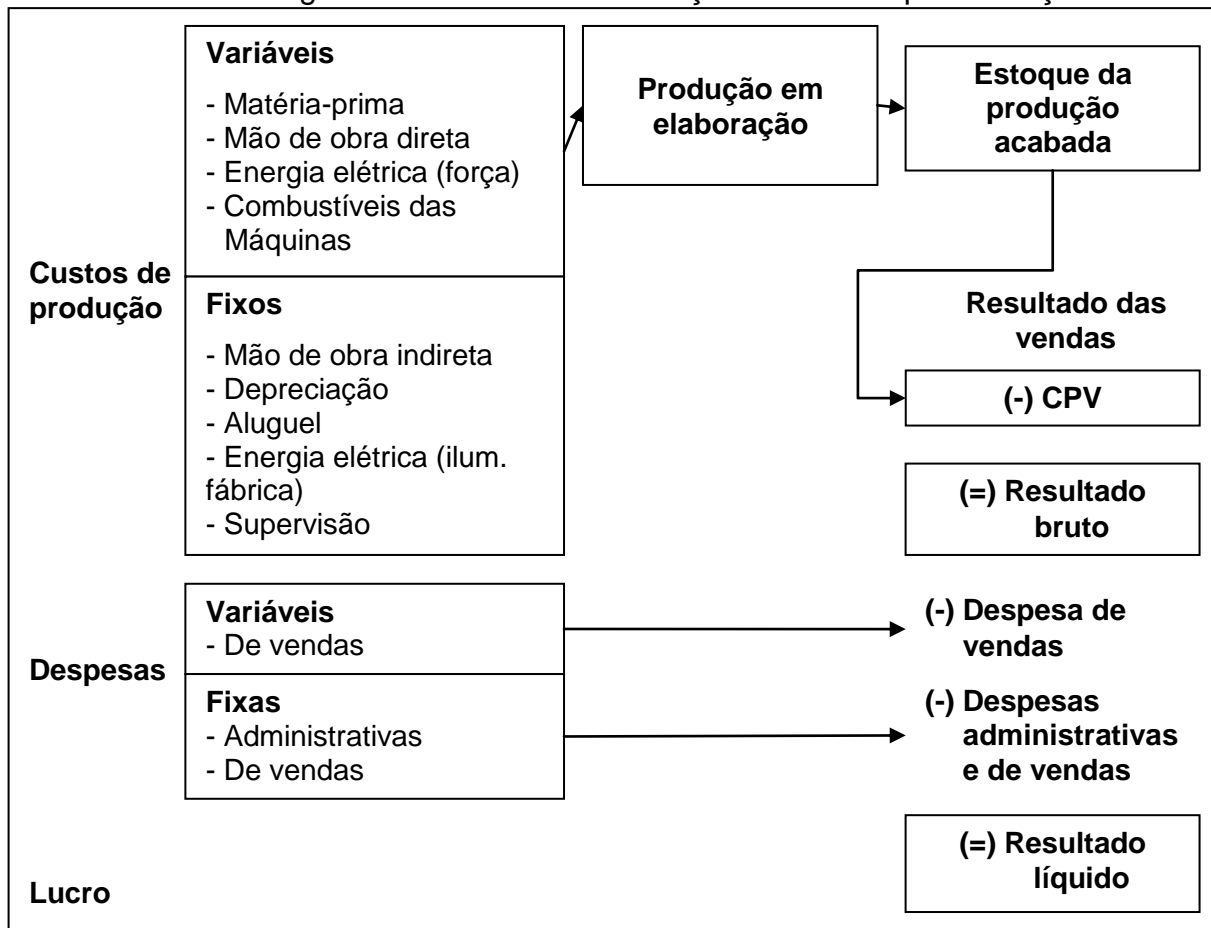 Variáveis
- Matéria-prima
- Mão de obra direta
- Energia elétrica (força)
- Combustíveis das
Máquinas
Produção em
elaboração
Estoque da
produção
acabada
Custos de
produção
Fixos
- Mão de obra indireta
- Depreciação
- Aluguel
- Energia elétrica (ilum.
fábrica)
- Supervisão
Resultado das
vendas
(-) CPV
(=) Resultado
bruto
Despesas
Variáveis
- De vendas
(-) Despesa de
vendas
Fixas
- Administrativas
- De vendas
(-) Despesas
administrativas
e de vendas
Lucro
(=) Resultado
líquido